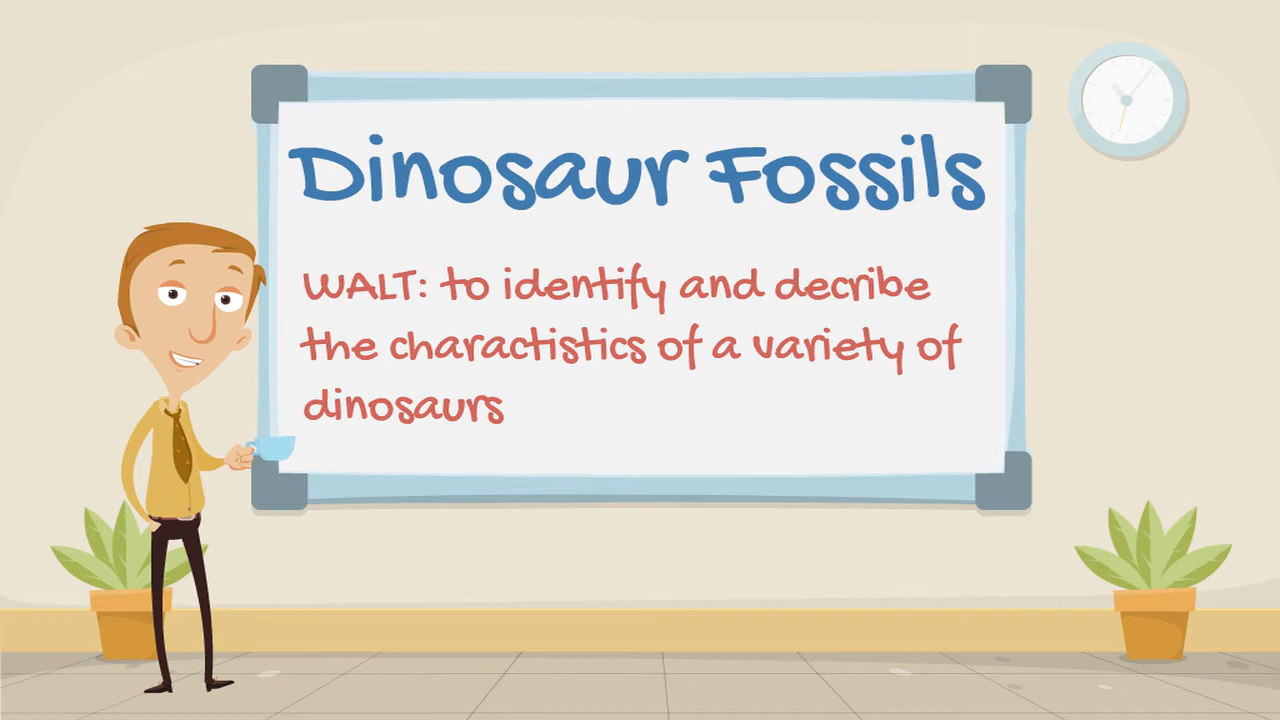 Dinosaur Fossils
WALT: to identify and decribe
the charactistics of a variety of
dinosaurs